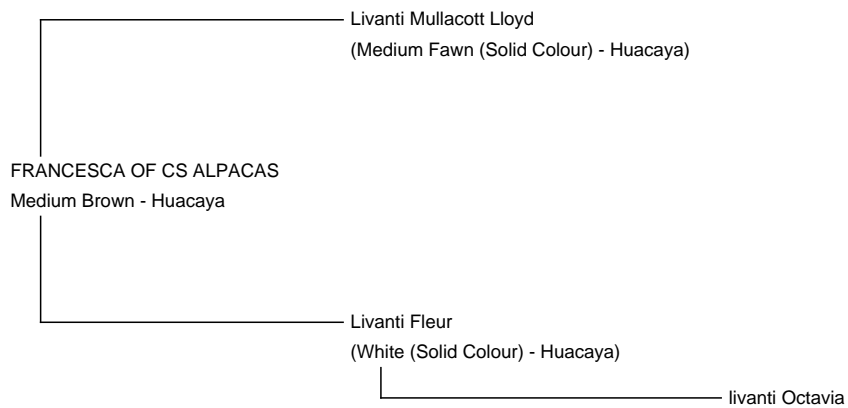 Livanti Mullacott Lloyd
(Medium Fawn (Solid Colour) - Huacaya)
FRANCESCA OF CS ALPACAS
Medium Brown - Huacaya
Livanti Fleur
(White (Solid Colour) - Huacaya)
livanti Octavia